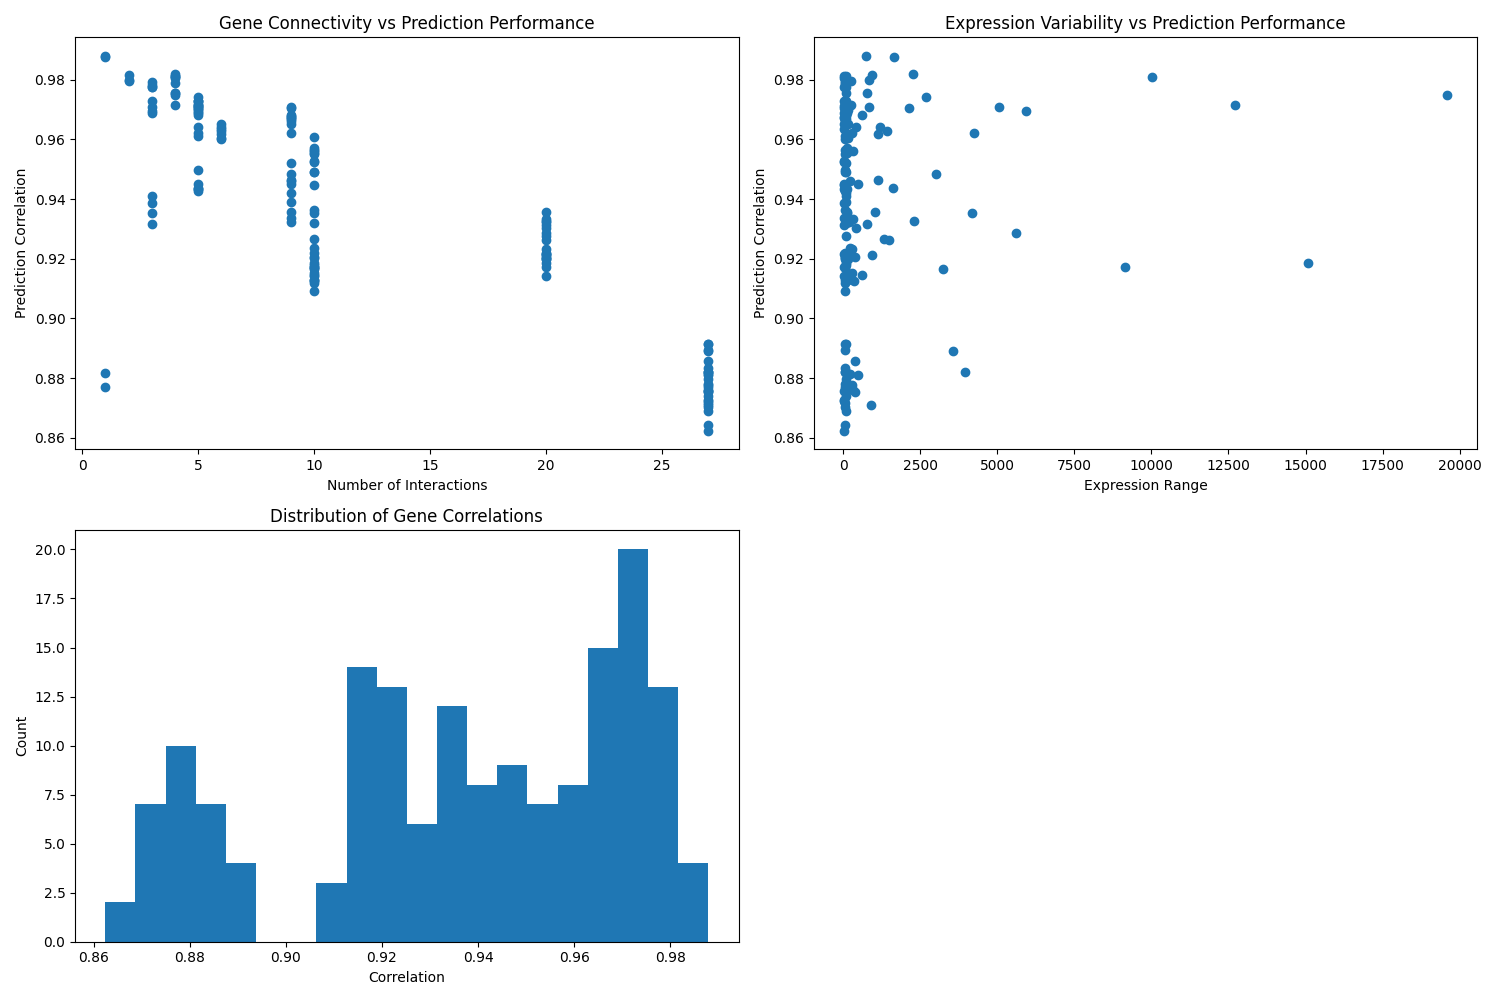 Gene Connectivity vs Prediction Performance
Prediction Correlation
0.98
0.96
0.94
0.92
0.90
0.88
0.86
0 5 10 15 20 25
Number of Interactions
Expression Variability vs Prediction Performance
Prediction Correlation
0.98
0.96
0.94
0.92
0.90
0.88
0.86
0 2500 5000 7500 10000 12500 15000 17500 20000
Expression Range
Distribution of Gene Correlations
Count
20.0
17.5
15.0
12.5
10.0
7.5
5.0
2.5
0.0
0.86 0.88 0.90 0.92 0.94 0.96 0.98
Correlation